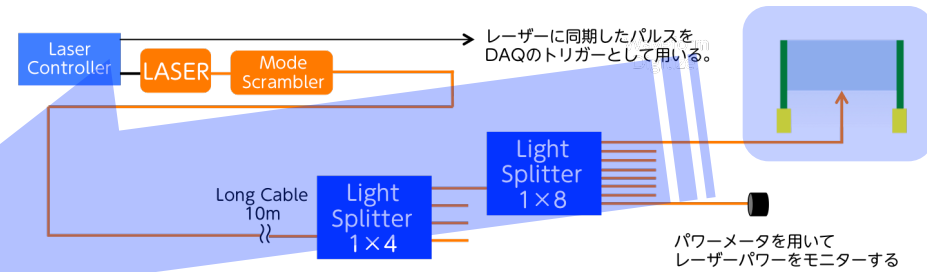 Laser
Controller
LASER
Mode
Scrambler
レーザーに同期したパルスを
DAQのトリガーとして用いる。
Long Cable
10m
Light
Splitter
1×4
Light
Splitter
1×8
パワーメータを用いて
レーザーパワーをモニターする